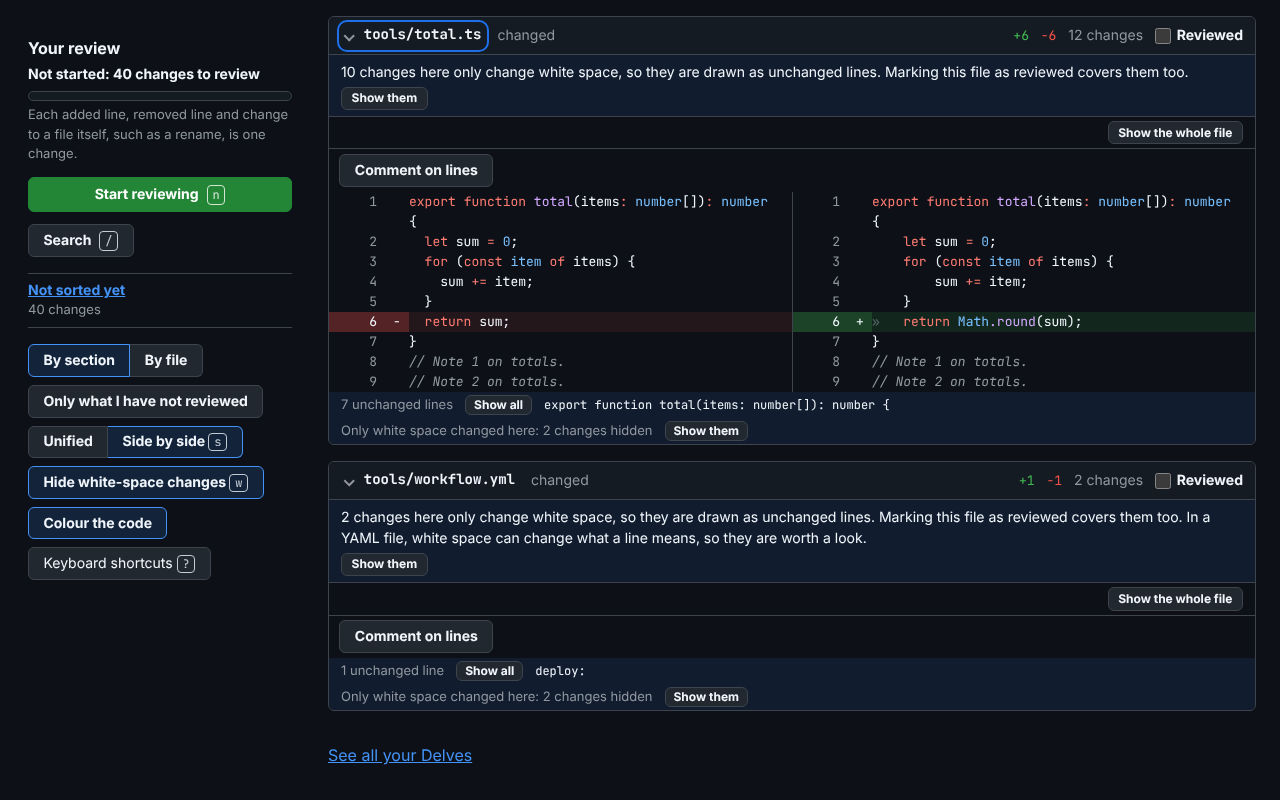 Your review
Not started: 40 changes to review
Each added line, removed line and change
to a file itself, such as a rename, is one
change.
Start reviewing n
Search /
Not sorted yet
40 changes
By section By file
Only what I have not reviewed
Unified Side by side s
Hide white-space changes w
Colour the code
Keyboard shortcuts ?
tools/total.ts changed +6 -6 12 changes Reviewed
10 changes here only change white space, so they are drawn as unchanged lines. Marking this file as reviewed covers them too.
Show them
Show the whole file
Comment on lines
1 export function total(items: number[]): number
{
2 let sum = 0;
3 for (const item of items) {
4 sum += item;
5 }
6 - return sum;
7 }
8 // Note 1 on totals.
9 // Note 2 on totals.
1 export function total(items: number[]): number
{
2 let sum = 0;
3 for (const item of items) {
4 sum += item;
5 }
6 + » return Math.round(sum);
7 }
8 // Note 1 on totals.
9 // Note 2 on totals.
7 unchanged lines Show all export function total(items: number[]): number {
Only white space changed here: 2 changes hidden Show them
tools/workflow.yml changed +1 -1 2 changes Reviewed
2 changes here only change white space, so they are drawn as unchanged lines. Marking this file as reviewed covers them too. In a
YAML file, white space can change what a line means, so they are worth a look.
Show them
Show the whole file
Comment on lines
1 unchanged line Show all deploy:
Only white space changed here: 2 changes hidden Show them
See all your Delves